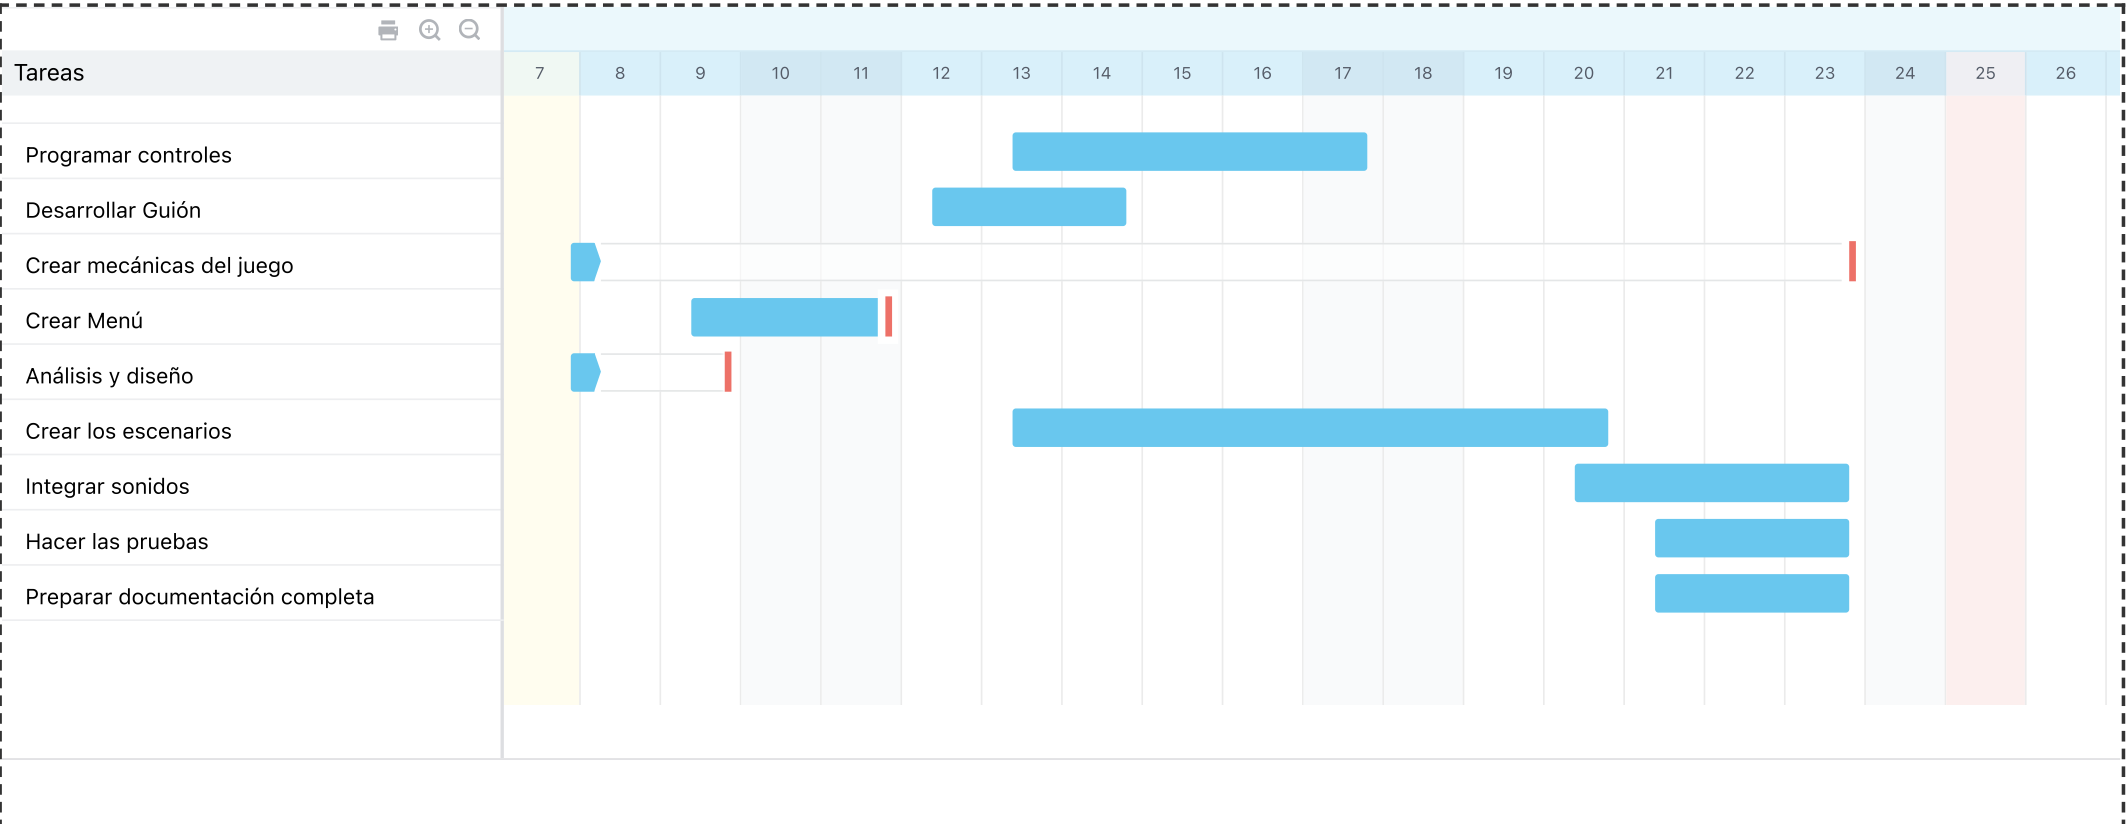 Tareas 7 8 9 10 11 12 13 14 15 16 17 18 19 20 21 22 23 24 25 26
Programar controles
Desarrollar Guión
Crear mecánicas del juego
Crear Menú
Análisis y diseño
Crear los escenarios
Integrar sonidos
Hacer las pruebas
Preparar documentación completa